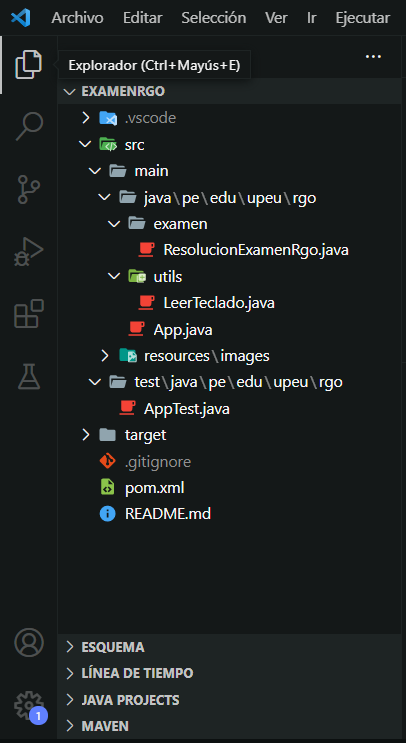 Archivo Editar Selección Ver Ir Ejecutar
Explorador (Ctrl+Mayús+E)
EXAMENRGO
.vscode
src
main
java\pe\edu\upeu\rgo
examen
ResolucionExamenRgo.java
utils
LeerTeclado.java
App.java
resources\images
test\java\pe\edu\upeu\rgo
AppTest.java
target
.gitignore
pom.xml
README.md
ESQUEMA
LÍNEA DE TIEMPO
JAVA PROJECTS
1
MAVEN